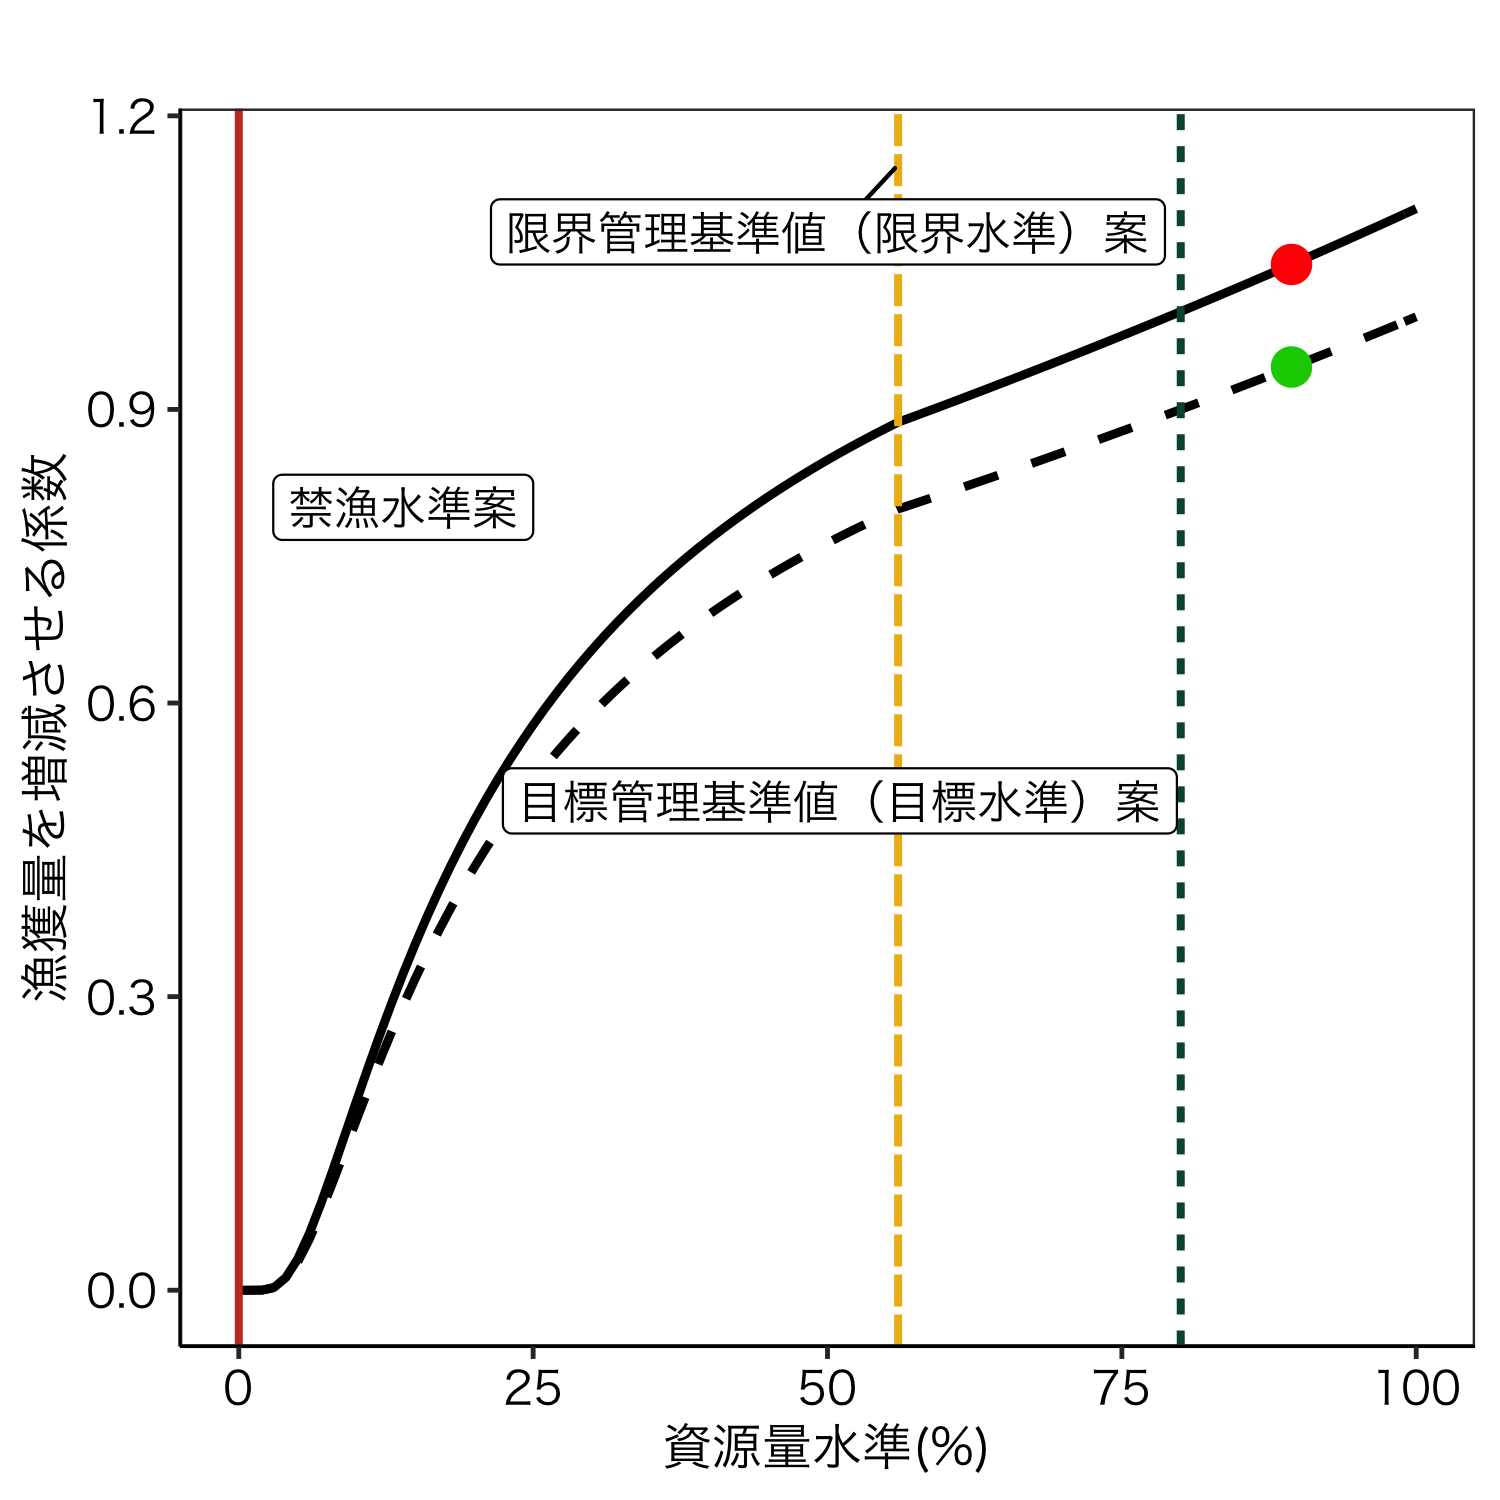 漁獲量を増減させる係数
1.2
0.9
0.6
0.3
0.0
限界管理基準値（限界水準）案
禁漁水準案
目標管理基準値（目標水準）案
0
25
50
75
100
資源量水準(%)